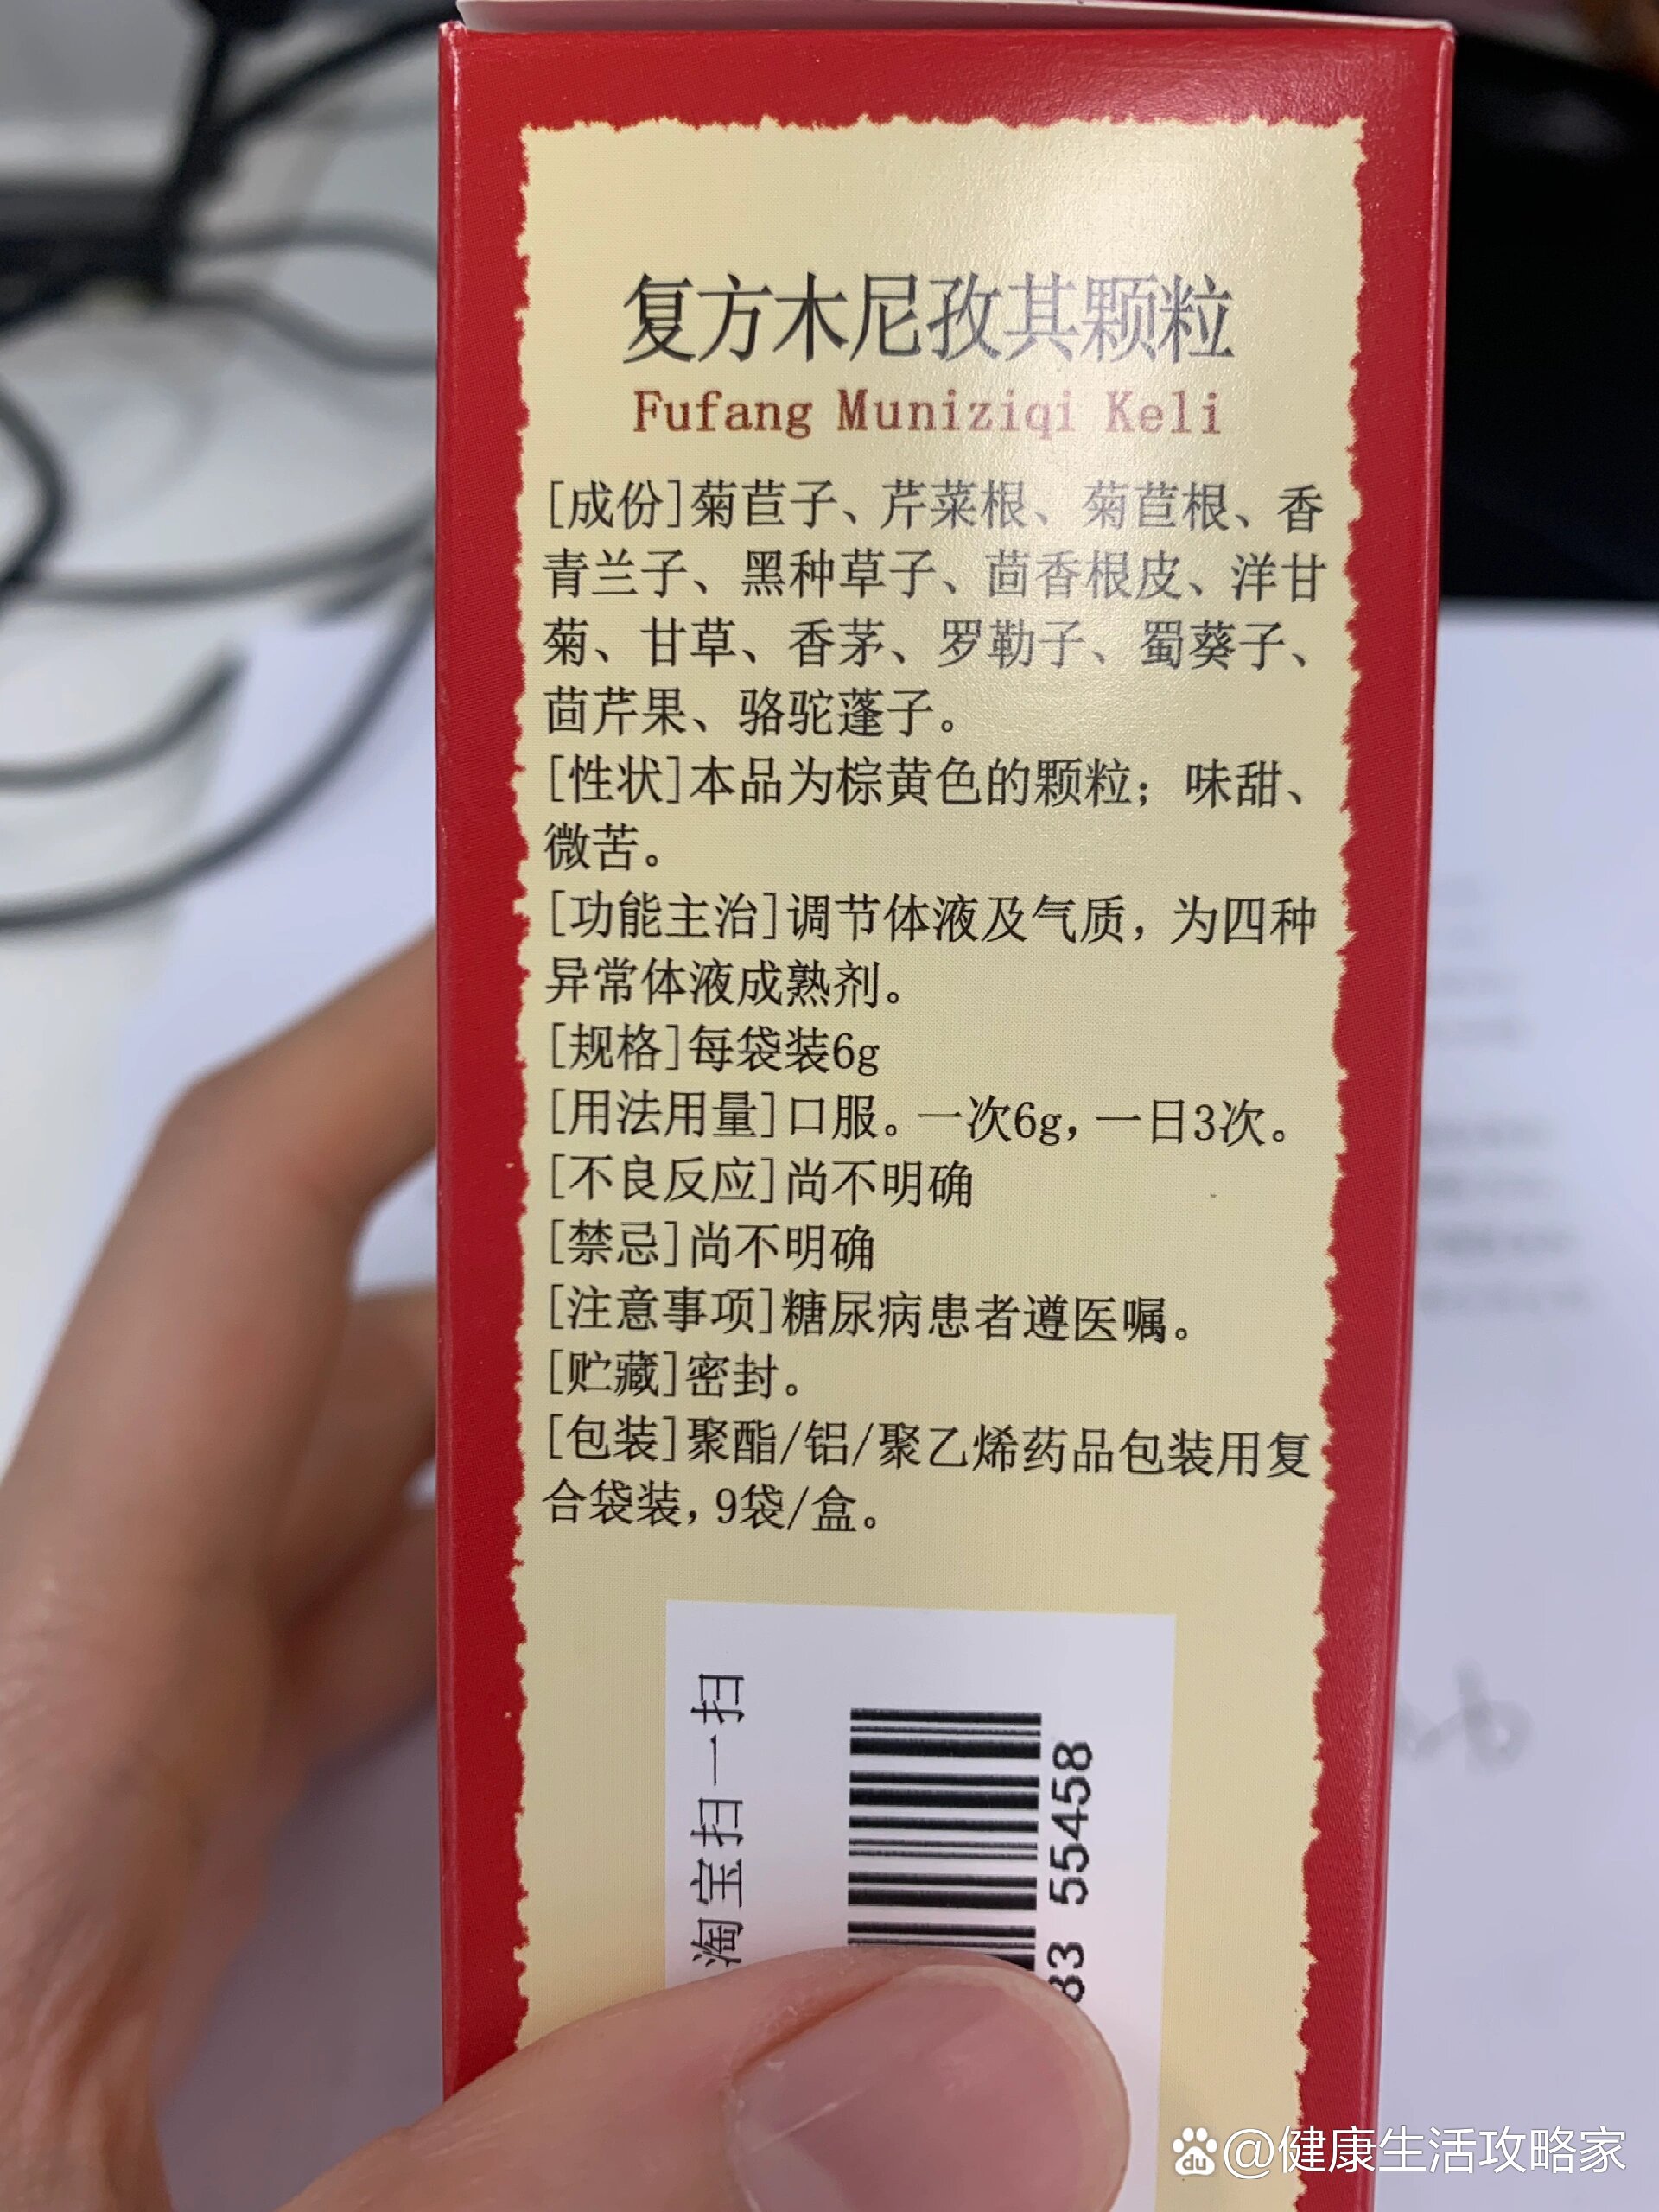 复方木尼孜其颗粒
Fufang Muniziqi Keli
[成份]菊苣子、芹菜根、菊苣根、香
青兰子、黑种草子、茴香根皮、洋甘
菊、甘草、香茅、罗勒子、蜀葵子、
茴芹果、骆驼蓬子。
[性状]本品为棕黄色的颗粒；味甜、
微苦。
[功能主治]调节体液及气质，为四种
异常体液成熟剂。
[规格]每袋装6g
[用法用量]口服。一次6g，一日3次。
[不良反应]尚不明确
[禁忌]尚不明确
[注意事项]糖尿病患者遵医嘱。
[贮藏]密封。
[包装]聚酯/铝/聚乙烯药品包装用复
合袋装，9袋/盒。
淘宝扫一扫
83 55458
@健康生活攻略家